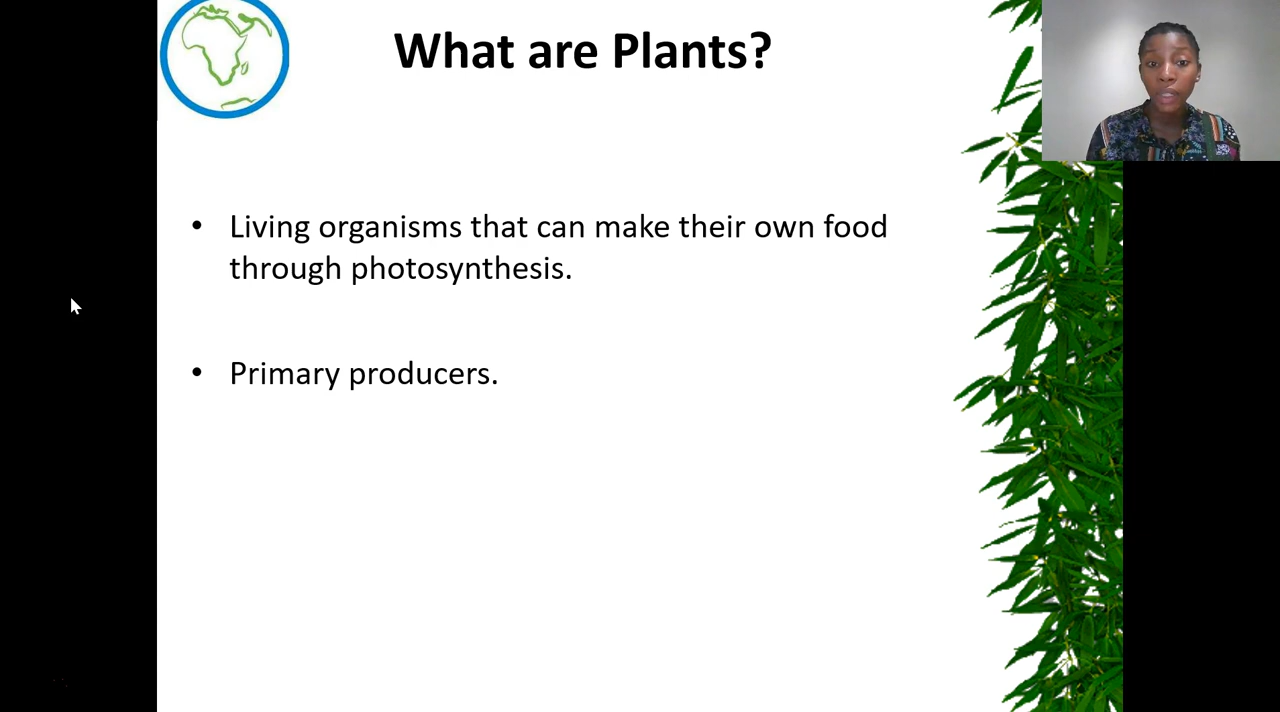 What are Plants?
• Living organisms that can make their own food
through photosynthesis.
• Primary producers.